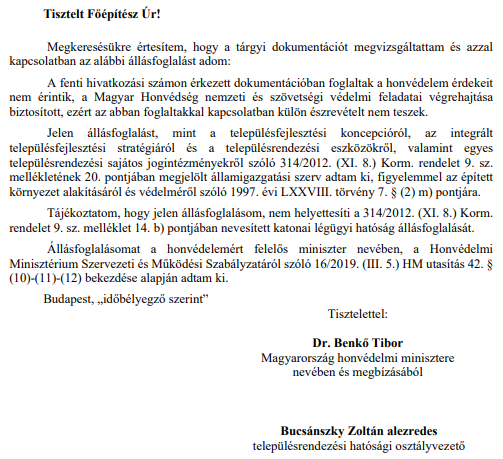 Tisztelt Főépítész Úr!
Megkeresésükre értesítem, hogy a tárgyi dokumentációt megvizsgáltattam és azzal
kapcsolatban az alábbi állásfoglalást adom:
A fenti hivatkozási számon érkezett dokumentációban foglaltak a honvédelem érdekeit
nem érintik, a Magyar Honvédség nemzeti és szövetségi védelmi feladatai végrehajtása
biztosított, ezért az abban foglaltakkal kapcsolatban külön észrevételt nem teszek.
Jelen állásfoglalást, mint a településfejlesztési koncepcióról, az integrált
településfejlesztési stratégiáról és a településrendezési eszközökről, valamint egyes
településrendezési sajátos jogintézményekről szóló 314/2012. (XI. 8.) Korm. rendelet 9. sz.
mellékletének 20. pontjában megjelölt államigazgatási szerv adtam ki, figyelemmel az épített
környezet alakításáról és védelméről szóló 1997. évi LXXVIII. törvény 7. § (2) m) pontjára.
Tájékoztatom, hogy jelen állásfoglalásom, nem helyettesíti a 314/2012. (XI. 8.) Korm.
rendelet 9. sz. melléklet 14. b) pontjában nevesített katonai légügyi hatóság állásfoglalását.
Állásfoglalásomat a honvédelemért felelős miniszter nevében, a Honvédelmi
Minisztérium Szervezeti és Működési Szabályzatáról szóló 16/2019. (III. 5.) HM utasítás 42. §
(10)-(11)-(12) bekezdése alapján adtam ki.
Budapest, „időbélyegző szerint”
Tisztelettel:
Dr. Benkő Tibor
Magyarország honvédelmi minisztere
nevében és megbízásából
Bucsánszky Zoltán alezredes
településrendezési hatósági osztályvezető